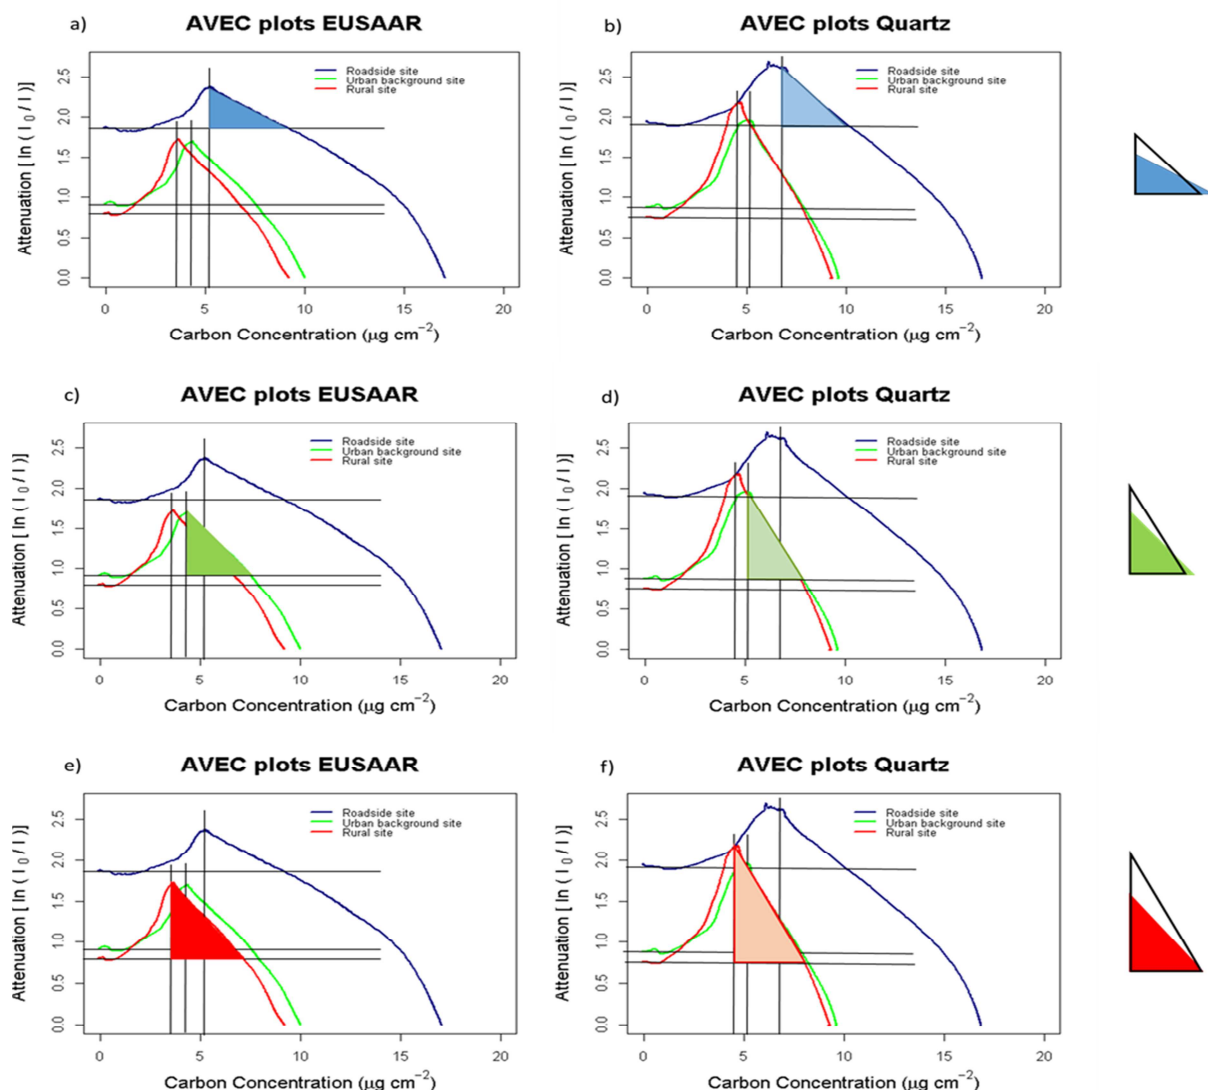 a)
AVEC plots EUSAAR
Attenuation [ ln ( I 0 / I )]
2.5
2.0
1.5
1.0
0.5
0.0
Roadside site
Urban background site
Rural site
0 5 10 15 20
Carbon Concentration (μg cm−2)
b)
AVEC plots Quartz
Attenuation [ ln ( I 0 / I )]
2.5
2.0
1.5
1.0
0.5
0.0
Roadside site
Urban background site
Rural site
0 5 10 15 20
Carbon Concentration (μg cm−2)
c)
AVEC plots EUSAAR
Attenuation [ ln ( I 0 / I )]
2.5
2.0
1.5
1.0
0.5
0.0
Roadside site
Urban background site
Rural site
0 5 10 15 20
Carbon Concentration (μg cm−2)
d)
AVEC plots Quartz
Attenuation [ ln ( I 0 / I )]
2.5
2.0
1.5
1.0
0.5
0.0
Roadside site
Urban background site
Rural site
0 5 10 15 20
Carbon Concentration (μg cm−2)
e)
AVEC plots EUSAAR
Attenuation [ ln ( I 0 / I )]
2.5
2.0
1.5
1.0
0.5
0.0
Roadside site
Urban background site
Rural site
0 5 10 15 20
Carbon Concentration (μg cm−2)
f)
AVEC plots Quartz
Attenuation [ ln ( I 0 / I )]
2.5
2.0
1.5
1.0
0.5
0.0
Roadside site
Urban background site
Rural site
0 5 10 15 20
Carbon Concentration (μg cm−2)